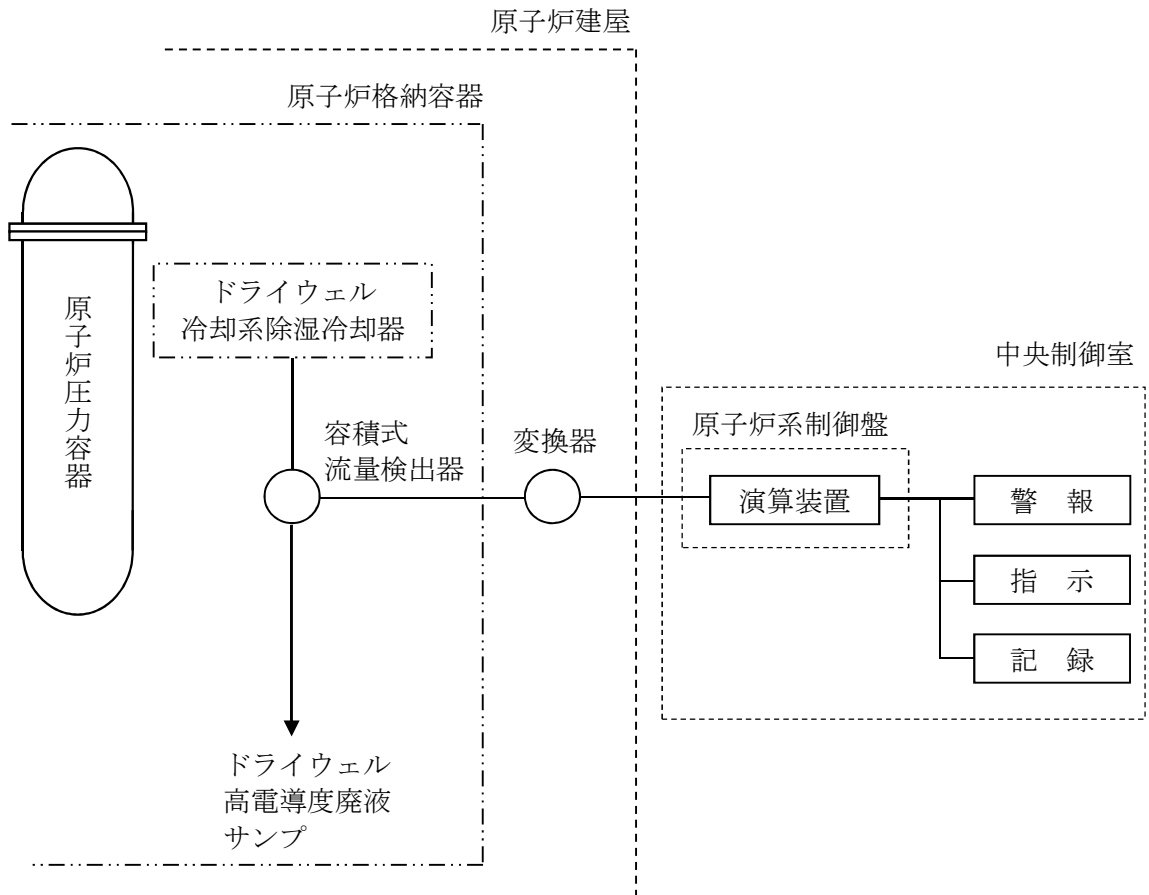 原子炉建屋
原子炉格納容器
原子炉圧力容器
ドライウェル
冷却系除湿冷却器
容積式
流量検出器
変換器
中央制御室
原子炉系制御盤
演算装置
警　報
指　示
記　録
ドライウェル
高電導度廃液
サンプ